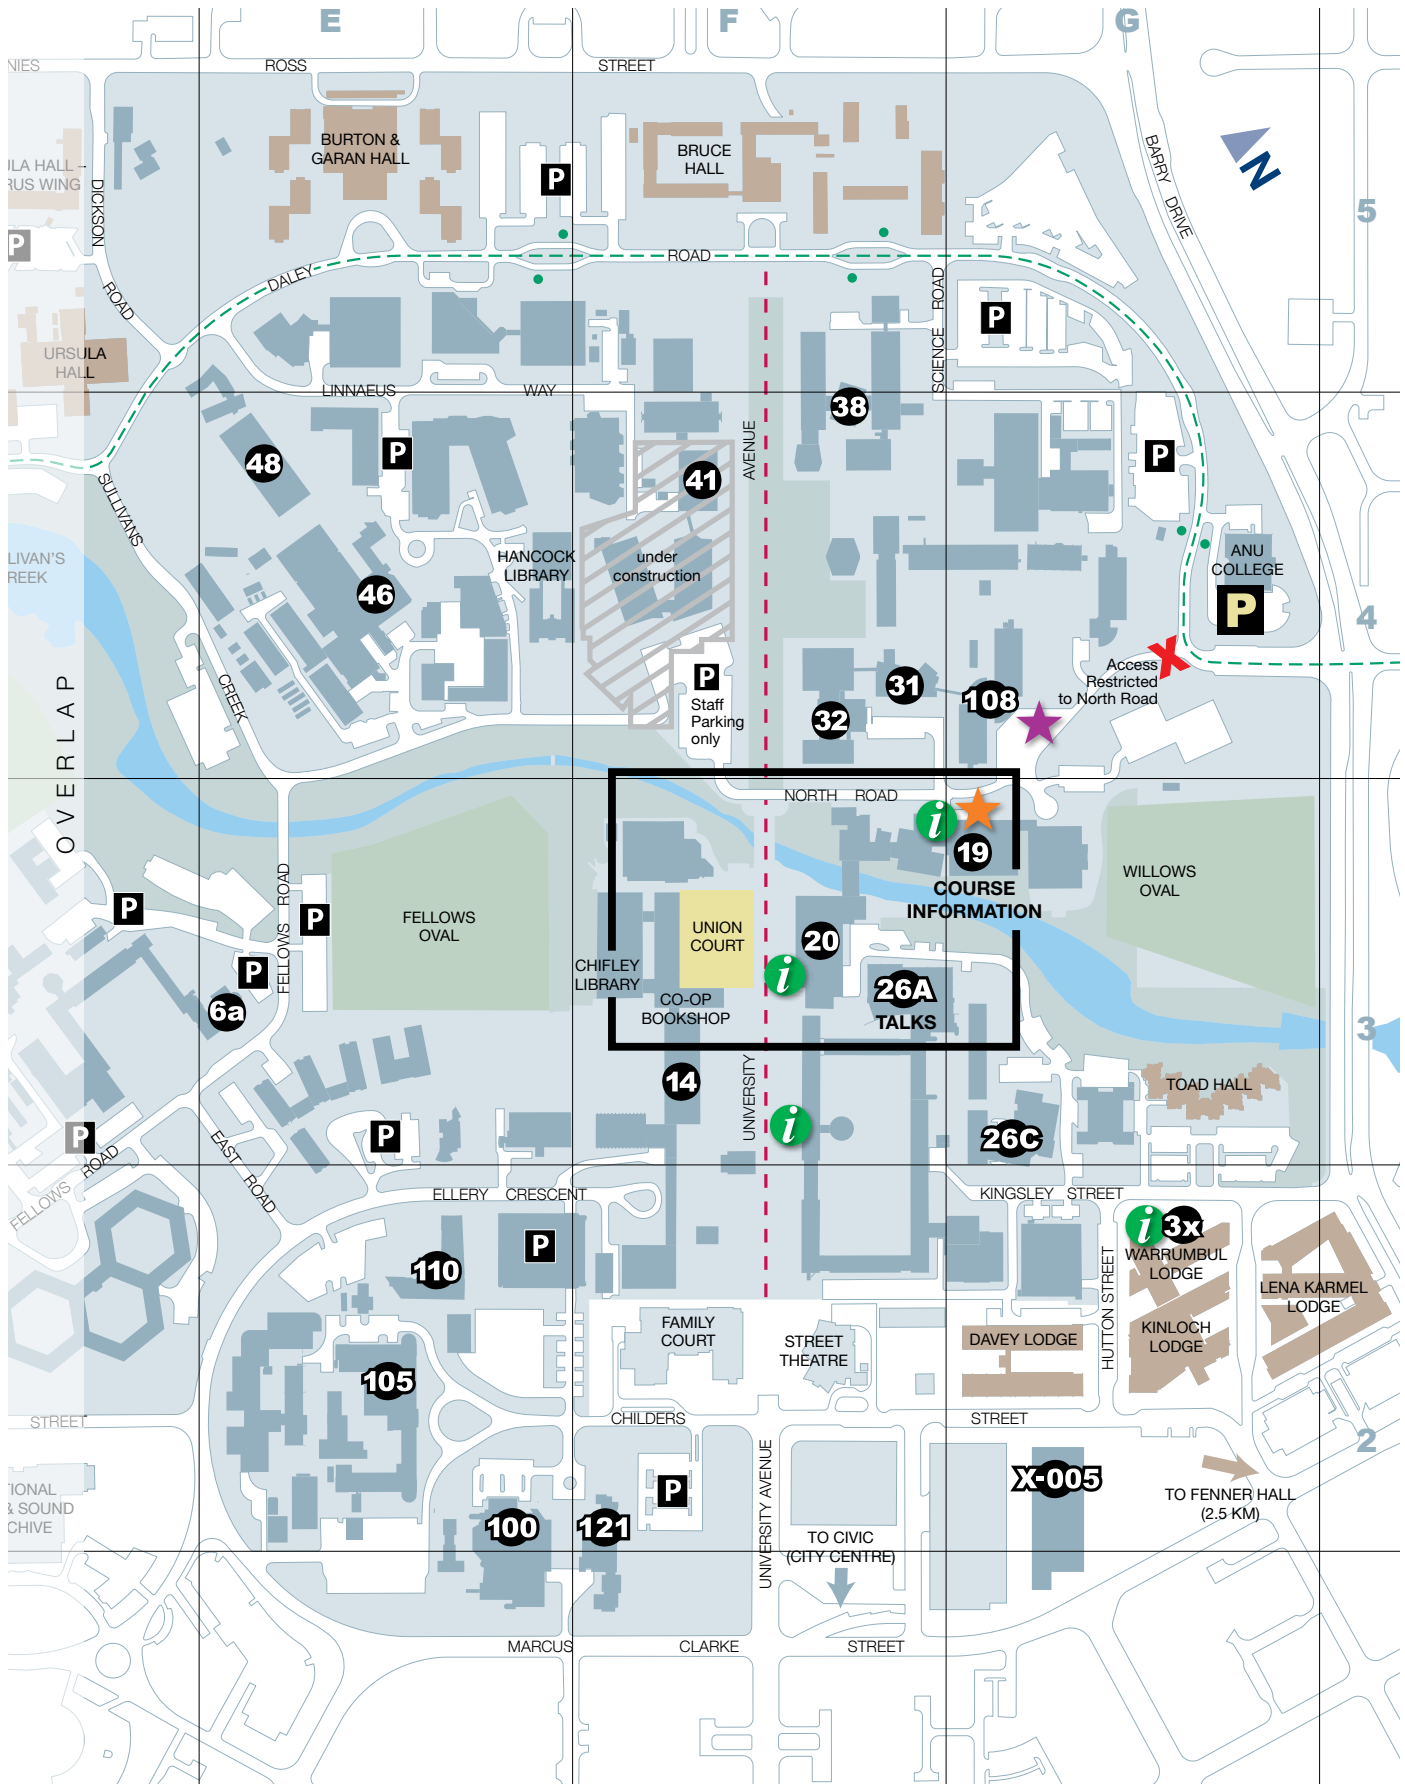 E
F
G
NIES
ROSS
STREET
BURTON &
GARAN HALL
BRUCE
HALL
P
BARRY DRIVE
N
ULA HALL –
RUS WING
DICKSON
ROAD
5
P
DALEY
ROAD
SCIENCE ROAD
P
URSULA
HALL
LINNAEUS
WAY
38
AVENUE
48
P
41
P
SULLIVANS
CREEK
LIVAN'S
REEK
HANCOCK
LIBRARY
under
construction
ANU
COLLEGE
46
P
4
X
Access
Restricted
to North Road
P
Staff
Parking
only
31
108
32
OVERLAP
NORTH ROAD
i
19
COURSE
INFORMATION
WILLOWS
OVAL
P
FELLOWS ROAD
P
FELLOWS
OVAL
UNION
COURT
20
P
CHIFLEY
LIBRARY
i
26A
TALKS
6a
CO-OP
BOOKSHOP
3
14
UNIVERSITY
i
TOAD HALL
P
P
26C
FELLOWS
ROAD
EAST ROAD
ELLERY CRESCENT
KINGSLEY STREET
P
i
3x
WARRUMBUL
LODGE
110
HUTTON STREET
LENA KARMEL
LODGE
FAMILY
COURT
STREET
THEATRE
DAVEY LODGE
KINLOCH
LODGE
105
STREET
CHILDERS
STREET
2
TIONAL
& SOUND
CHIVE
UNIVERSITY AVENUE
P
X-005
TO FENNER HALL
(2.5 KM)
100
121
TO CIVIC
(CITY CENTRE)
MARCUS
CLARKE
STREET